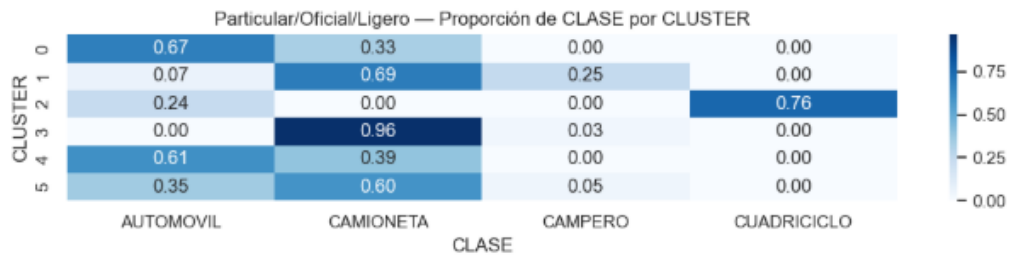 Particular/Oficial/Ligero — Proporción de CLASE por CLUSTER
0 0.67 0.33 0.00 0.00
1 0.07 0.69 0.25 0.00
2 0.24 0.00 0.00 0.76
3 0.00 0.96 0.03 0.00
4 0.61 0.39 0.00 0.00
5 0.35 0.60 0.05 0.00
CLUSTER
AUTOMOVIL CAMIONETA CAMPERO CUADRICICLO
CLASE
0.75
0.50
0.25
0.00